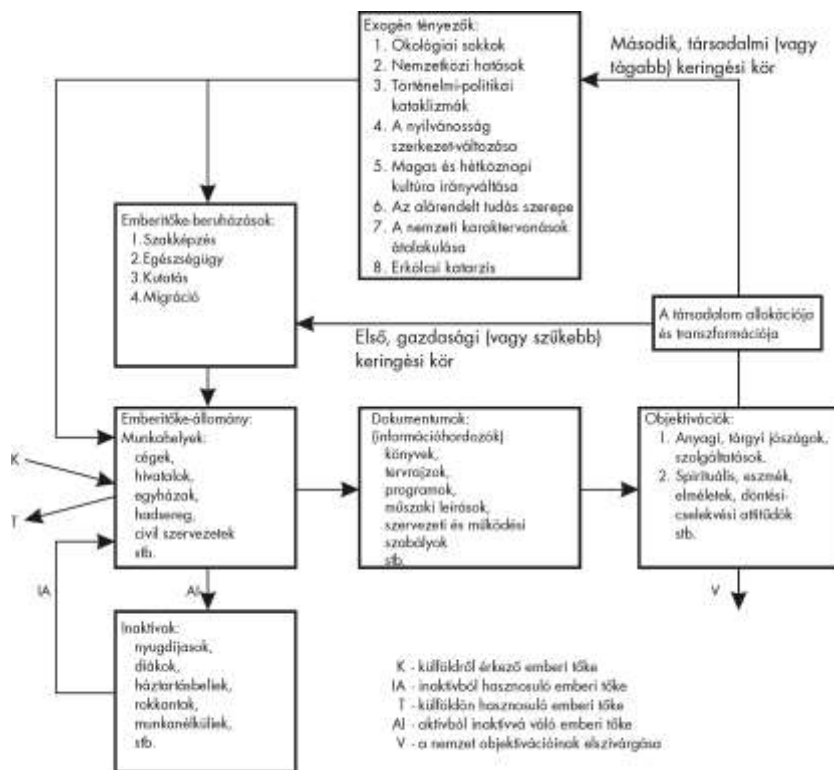 Exogén tényezők:
1. Ökológiai sokkok
2. Nemzetközi hatások
3. Történelmi-politikai
kataklizmák
4. A nyilvánosság
szerkezet-változása
5. Magas és hétköznapi
kultúra irányváltása
6. Az alárendelt tudás szerepe
7. A nemzeti karaktervonások
átalakulása
8. Erkölcsi katarzis
Második, társadalmi (vagy
tágabb) keringési kör
Emberitőke-beruházások:
1. Szakképzés
2. Egészségügy
3. Kutatás
4. Migráció
A társadalom allokációja
és transzformációja
Első, gazdasági (vagy szűkebb)
keringési kör
Emberitőke-állomány:
Munkahelyek:
cégek,
hivatalok,
egyházak,
hadsereg,
civil szervezetek
stb.
K
T
Dokumentumok:
(információhordozók)
könyvek,
tervrajzok,
programok,
műszaki leírások,
szervezeti és működési
szabályok
stb.
Objektivációk:
1. Anyagi, tárgyi jószágok,
szolgáltatások.
2. Spirituális, eszmék,
elméletek, döntési-
cselekvési attitűdök
stb.
IA
AI
V
Inaktívak:
nyugdíjasok,
diákok,
háztartásbeliek,
rokkantak,
munkanélküliek,
stb.
K - külföldről érkező emberi tőke
IA - inaktívból hasznosuló emberi tőke
T - külföldön hasznosuló emberi tőke
AI - aktívból inaktívvá váló emberi tőke
V - a nemzet objektivációinak elszivárgása